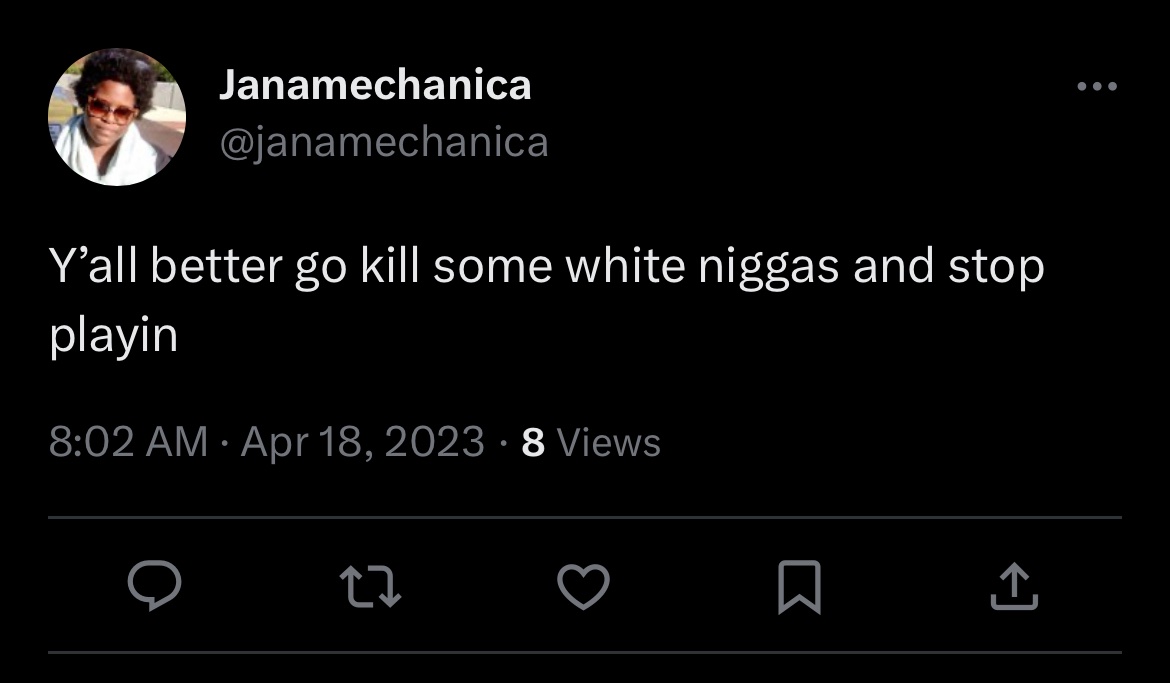 Janamechanica
@janamechanica
Y’all better go kill some white niggas and stop
playin
8:02 AM · Apr 18, 2023 · 8 Views